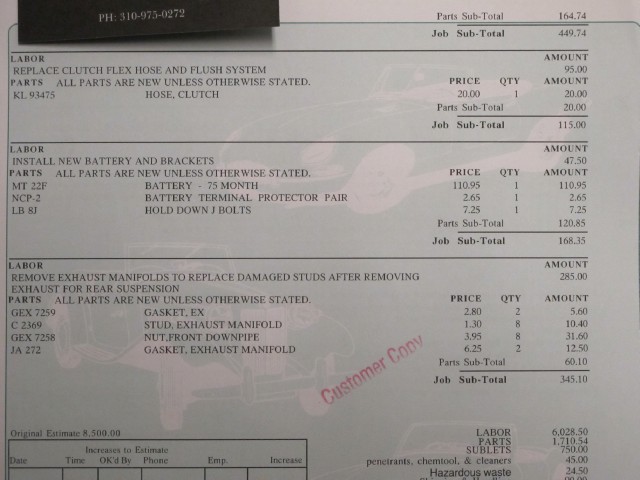 PH: 310-975-0272
Parts Sub-Total 164.74
Job Sub-Total 449.74
LABOR AMOUNT
REPLACE CLUTCH FLEX HOSE AND FLUSH SYSTEM 95.00
PARTS ALL PARTS ARE NEW UNLESS OTHERWISE STATED. PRICE QTY AMOUNT
KL 93475 HOSE, CLUTCH 20.00 1 20.00
Parts Sub-Total 20.00
Job Sub-Total 115.00
LABOR AMOUNT
INSTALL NEW BATTERY AND BRACKETS 47.50
PARTS ALL PARTS ARE NEW UNLESS OTHERWISE STATED. PRICE QTY AMOUNT
MT 22F BATTERY - 75 MONTH 110.95 1 110.95
NCP-2 BATTERY TERMINAL PROTECTOR PAIR 2.65 1 2.65
LB 8J HOLD DOWN J BOLTS 7.25 1 7.25
Parts Sub-Total 120.85
Job Sub-Total 168.35
LABOR AMOUNT
REMOVE EXHAUST MANIFOLDS TO REPLACE DAMAGED STUDS AFTER REMOVING 285.00
EXHAUST FOR REAR SUSPENSION
PARTS ALL PARTS ARE NEW UNLESS OTHERWISE STATED. PRICE QTY AMOUNT
GEX 7259 GASKET, EX 2.80 2 5.60
C 2369 STUD, EXHAUST MANIFOLD 1.30 8 10.40
GEX 7258 NUT,FRONT DOWNPIPE 3.95 8 31.60
JA 272 GASKET, EXHAUST MANIFOLD 6.25 2 12.50
Parts Sub-Total 60.10
Job Sub-Total 345.10
Customer Copy
Original Estimate 8,500.00
Increases to Estimate
Date Time OK'd By Phone Emp. Increase
LABOR 6,028.50
PARTS 1,710.54
SUBLETS 750.00
penetrants, chemtool, & cleaners 45.00
Hazardous waste 24.50